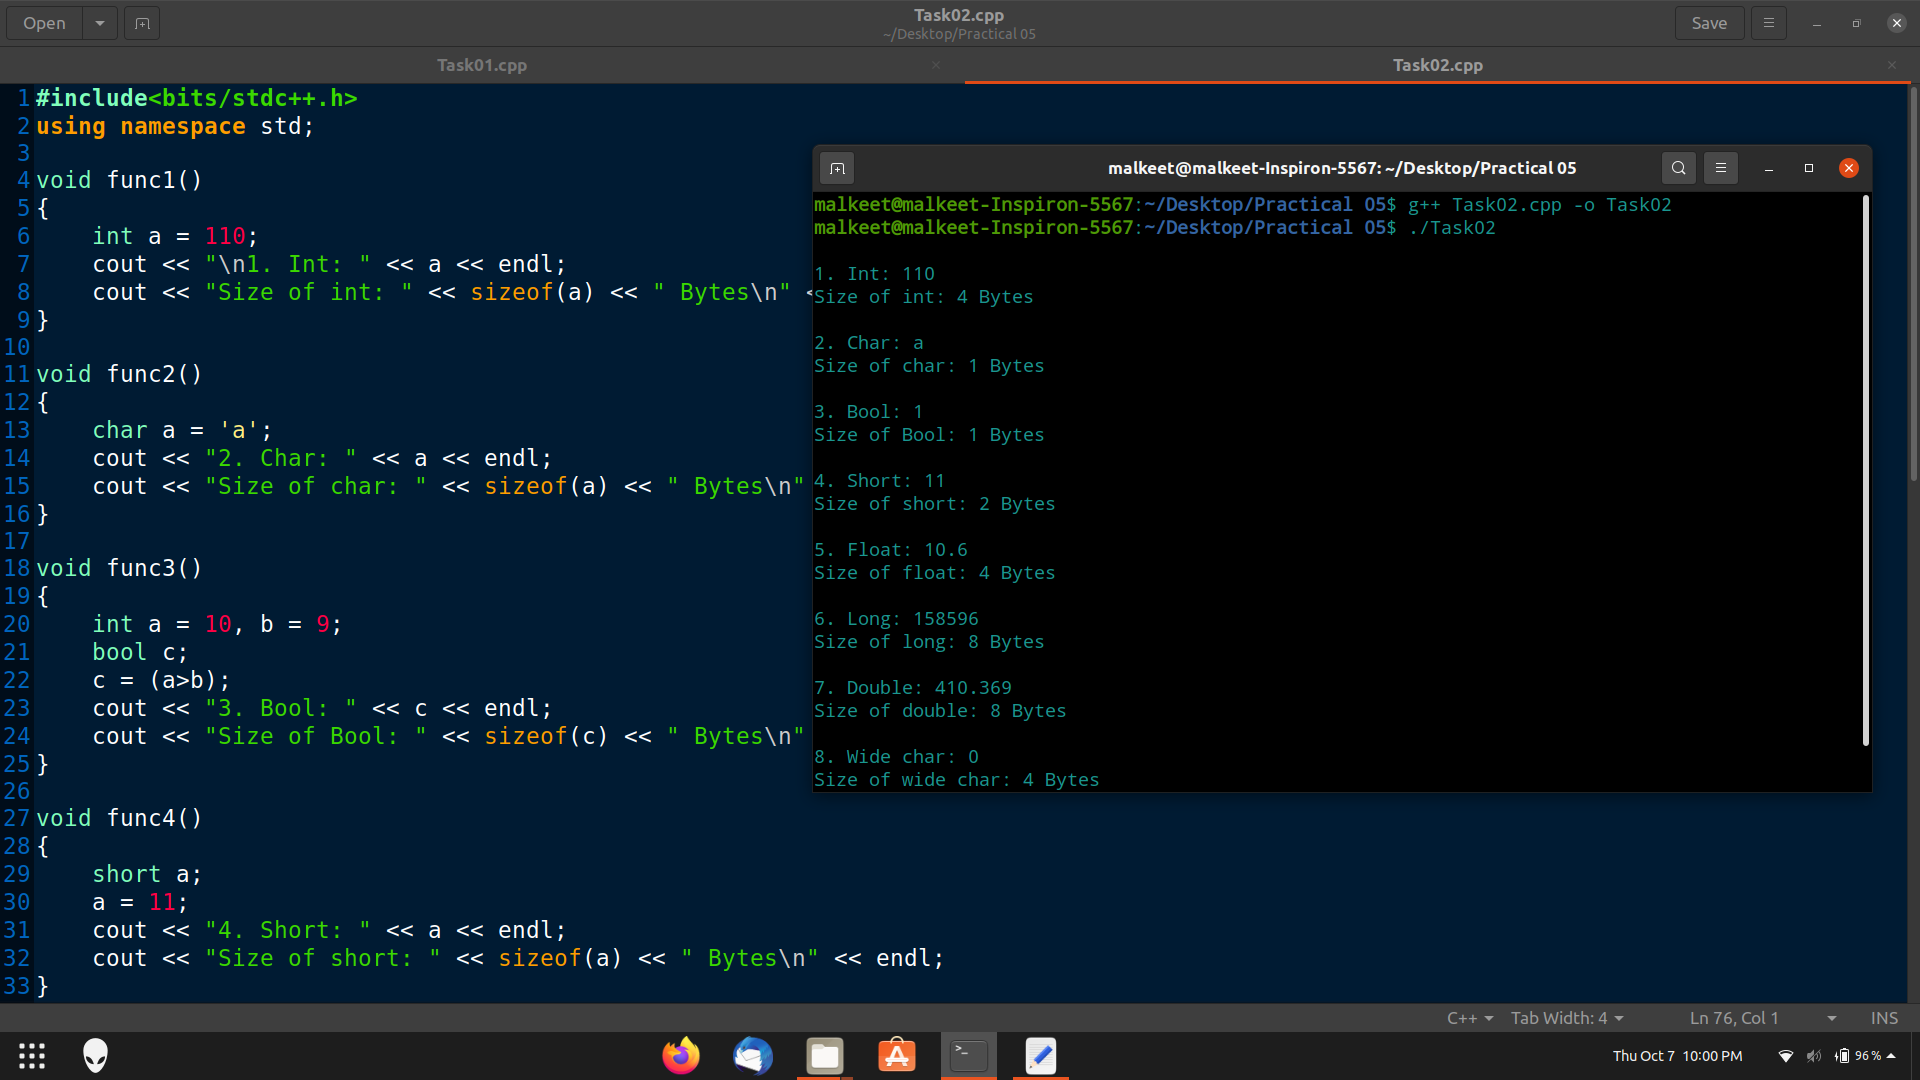 Open
Task02.cpp
~/Desktop/Practical 05
Save
Task01.cpp
Task02.cpp
1 #include<bits/stdc++.h>
2 using namespace std;
3
4 void func1()
5 {
6     int a = 110;
7     cout << "\n1. Int: " << a << endl;
8     cout << "Size of int: " << sizeof(a) << " Bytes\n" <
9 }
10
11 void func2()
12 {
13     char a = 'a';
14     cout << "2. Char: " << a << endl;
15     cout << "Size of char: " << sizeof(a) << " Bytes\n"
16 }
17
18 void func3()
19 {
20     int a = 10, b = 9;
21     bool c;
22     c = (a>b);
23     cout << "3. Bool: " << c << endl;
24     cout << "Size of Bool: " << sizeof(c) << " Bytes\n"
25 }
26
27 void func4()
28 {
29     short a;
30     a = 11;
31     cout << "4. Short: " << a << endl;
32     cout << "Size of short: " << sizeof(a) << " Bytes\n" << endl;
33 }
malkeet@malkeet-Inspiron-5567: ~/Desktop/Practical 05
malkeet@malkeet-Inspiron-5567:~/Desktop/Practical 05$ g++ Task02.cpp -o Task02
malkeet@malkeet-Inspiron-5567:~/Desktop/Practical 05$ ./Task02
1. Int: 110
Size of int: 4 Bytes
2. Char: a
Size of char: 1 Bytes
3. Bool: 1
Size of Bool: 1 Bytes
4. Short: 11
Size of short: 2 Bytes
5. Float: 10.6
Size of float: 4 Bytes
6. Long: 158596
Size of long: 8 Bytes
7. Double: 410.369
Size of double: 8 Bytes
8. Wide char: 0
Size of wide char: 4 Bytes
C++
Tab Width: 4
Ln 76, Col 1
INS
Thu Oct 7 10:00 PM
96%